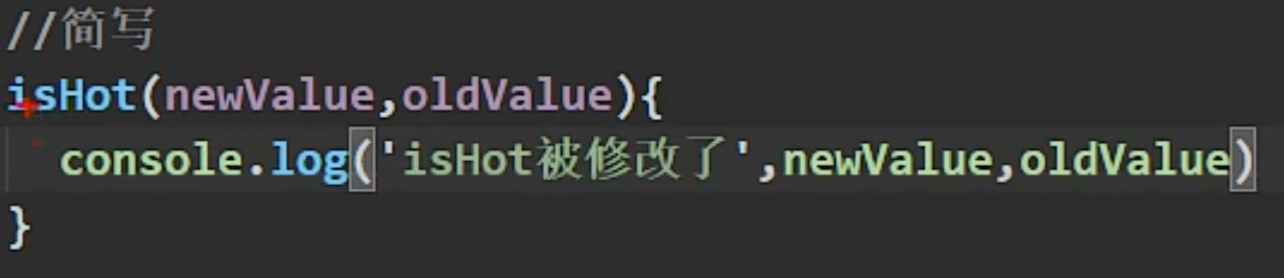 //简写
isHot(newValue,oldValue){
console.log('isHot被修改了',newValue,oldValue)
}